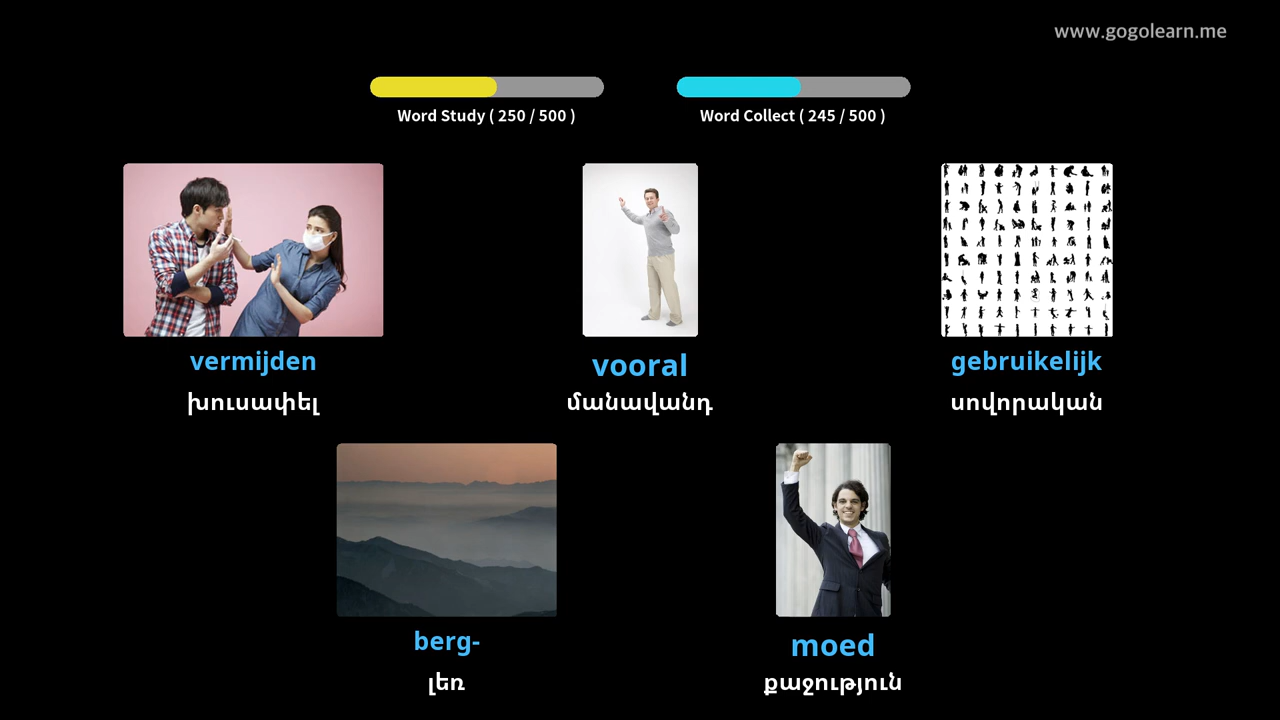 www.gogolearn.me
Word Study ( 250 / 500 )
Word Collect ( 245 / 500 )
vermijden
խուսափել
vooral
մանավանդ
gebruikelijk
սովորական
berg-
լեռ
moed
քաջություն